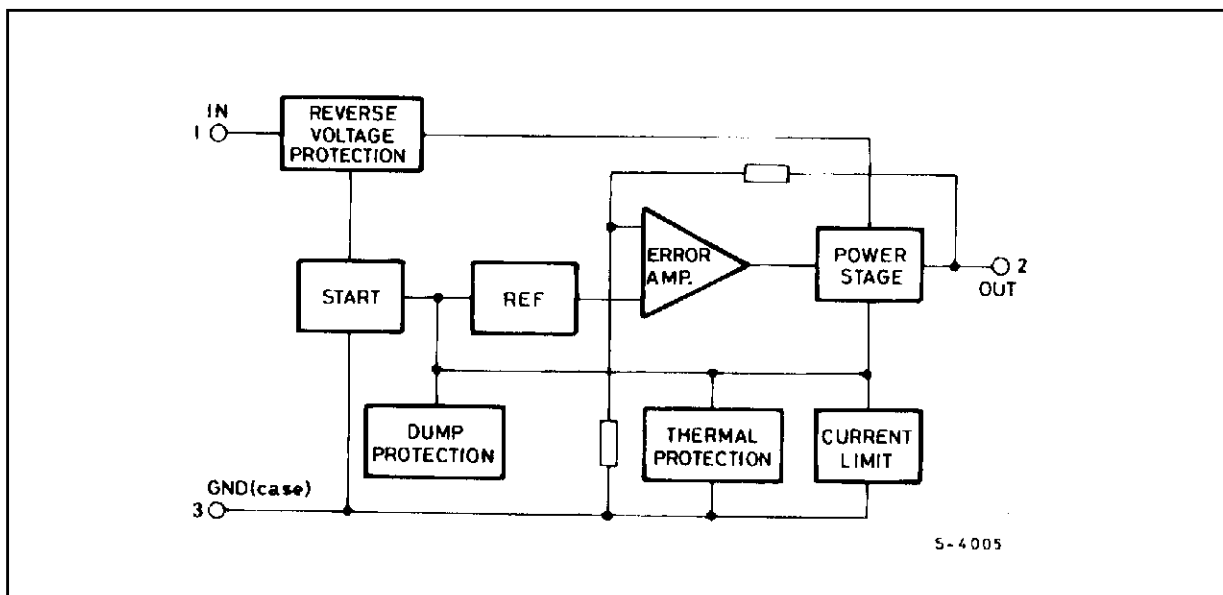 IN
1
REVERSE
VOLTAGE
PROTECTION
ERROR
AMP.
POWER
STAGE
2
OUT
START
REF
DUMP
PROTECTION
THERMAL
PROTECTION
CURRENT
LIMIT
GND(case)
3
S-4005